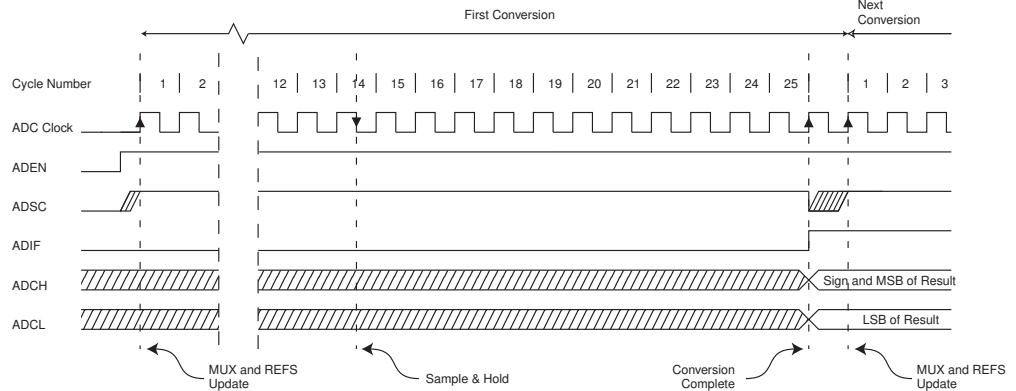 First Conversion
Next
Conversion
Cycle Number 1 2 12 13 14 15 16 17 18 19 20 21 22 23 24 25 1 2 3
ADC Clock
ADEN
ADSC
ADIF
ADCH Sign and MSB of Result
ADCL LSB of Result
MUX and REFS
Update
Sample & Hold
Conversion
Complete
MUX and REFS
Update